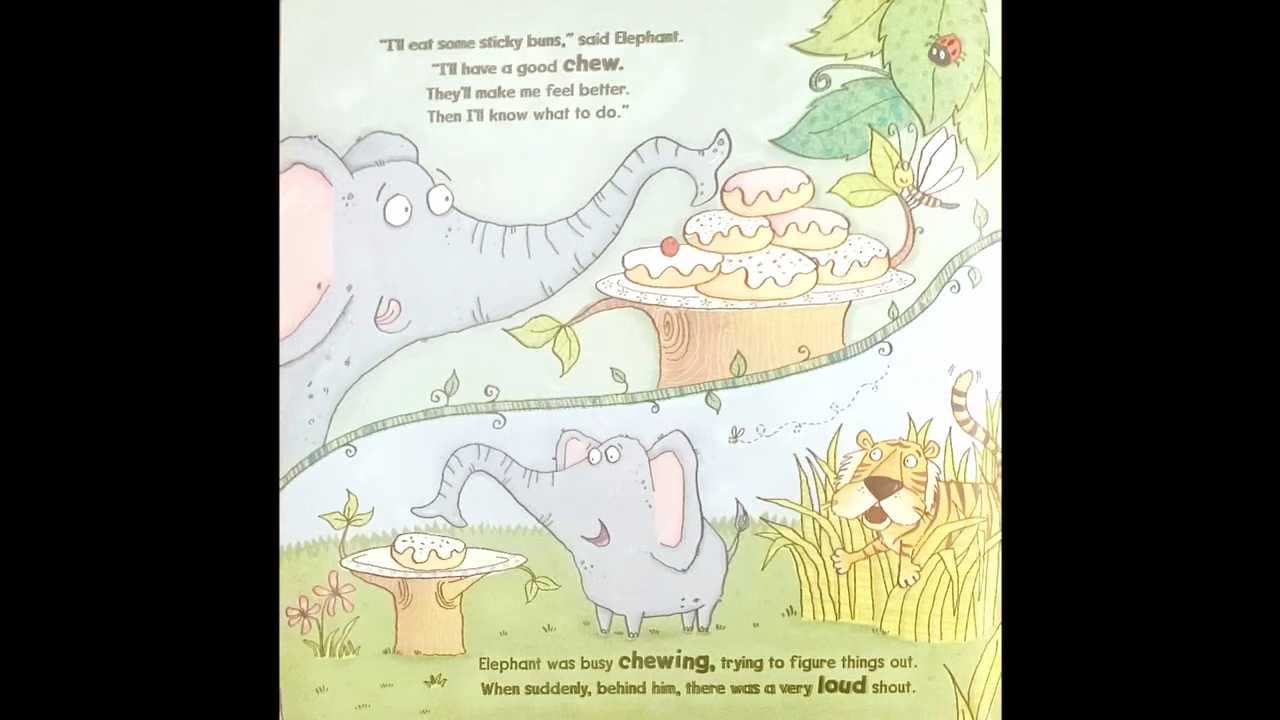 "I'll eat some sticky buns," said Elephant.
"I'll have a good chew.
They'll make me feel better.
Then I'll know what to do."
Elephant was busy chewing, trying to figure things out.
When suddenly, behind him, there was a very loud shout.